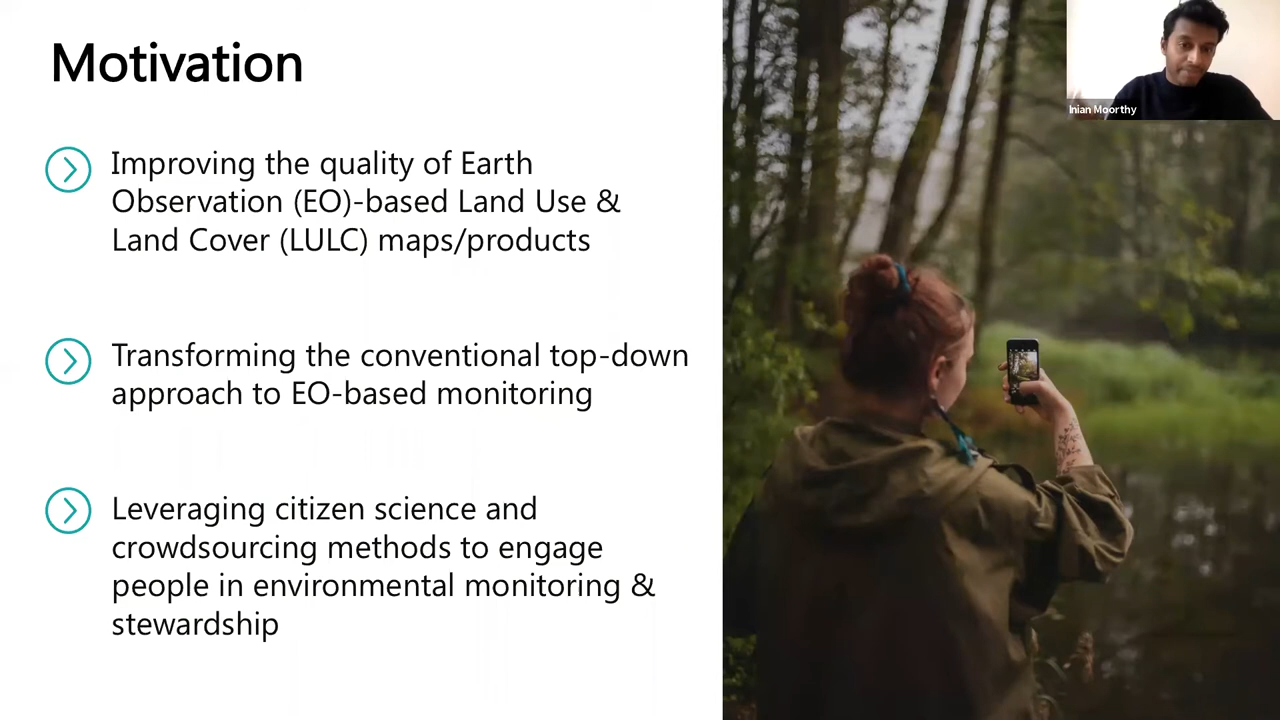 Motivation
Improving the quality of Earth
Observation (EO)-based Land Use &
Land Cover (LULC) maps/products
Transforming the conventional top-down
approach to EO-based monitoring
Leveraging citizen science and
crowdsourcing methods to engage
people in environmental monitoring &
stewardship
Inian Moorthy